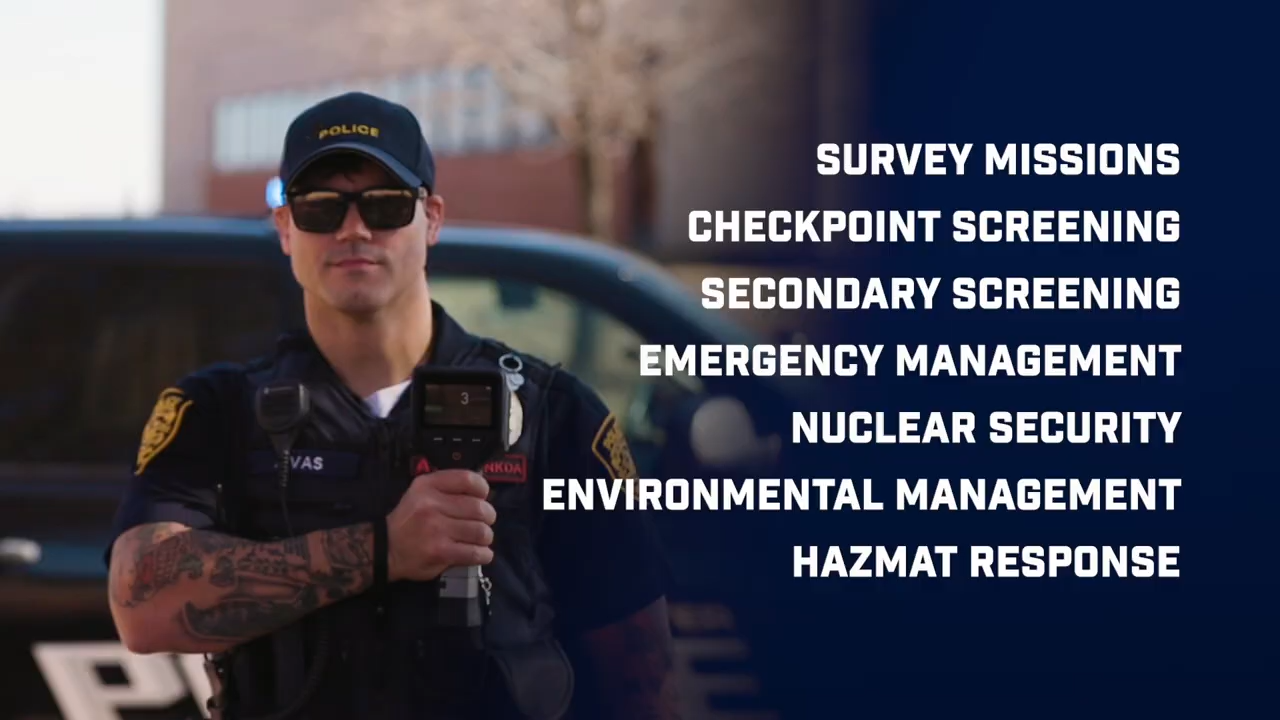 POLICE
SURVEY MISSIONS
CHECKPOINT SCREENING
SECONDARY SCREENING
EMERGENCY MANAGEMENT
NUCLEAR SECURITY
ENVIRONMENTAL MANAGEMENT
HAZMAT RESPONSE
3
VAS